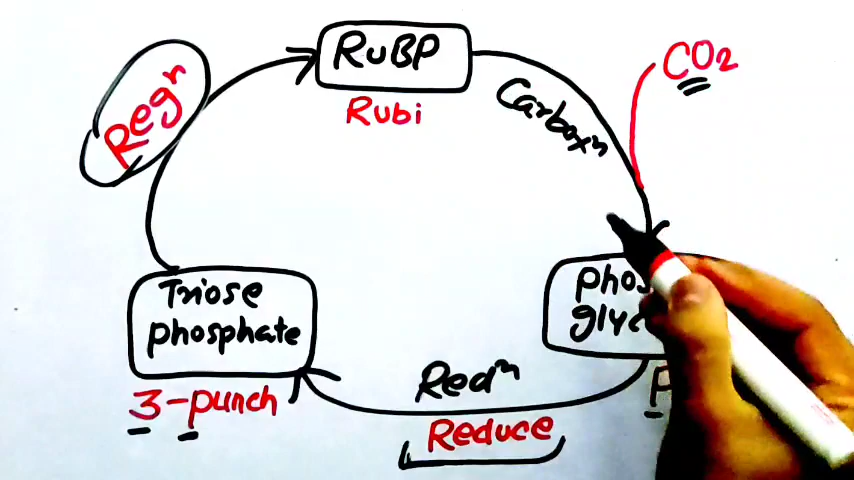 RuBP
Rubi
CO2
Carboxn
Regn
Triose
phosphate
3-punch
Redn
Reduce